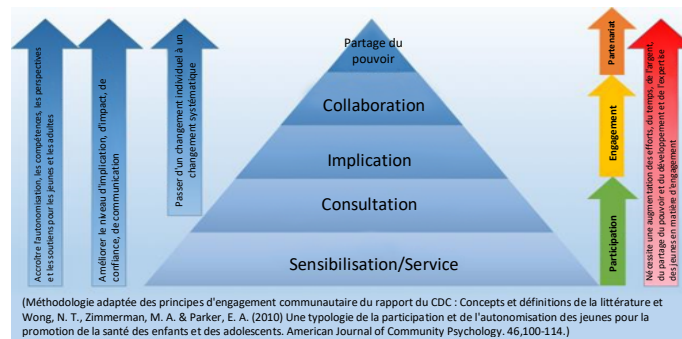 Accroître l'autonomisation, les compétences, les perspectives
et les soutiens pour les jeunes et les adultes
Améliorer le niveau d'implication, d'impact, de
confiance, de communication
Passer d'un changement individuel à un
changement systématique
Partage du
pouvoir
Collaboration
Implication
Consultation
Sensibilisation/Service
Partenariat
Engagement
Participation
Nécessite une augmentation des efforts, du temps, de l'argent,
du partage du pouvoir et du développement et de l'expertise
des jeunes en matière d'engagement
(Méthodologie adaptée des principes d'engagement communautaire du rapport du CDC : Concepts et définitions de la littérature et
Wong, N. T., Zimmerman, M. A. & Parker, E. A. (2010) Une typologie de la participation et de l'autonomisation des jeunes pour la
promotion de la santé des enfants et des adolescents. American Journal of Community Psychology. 46,100-114.)